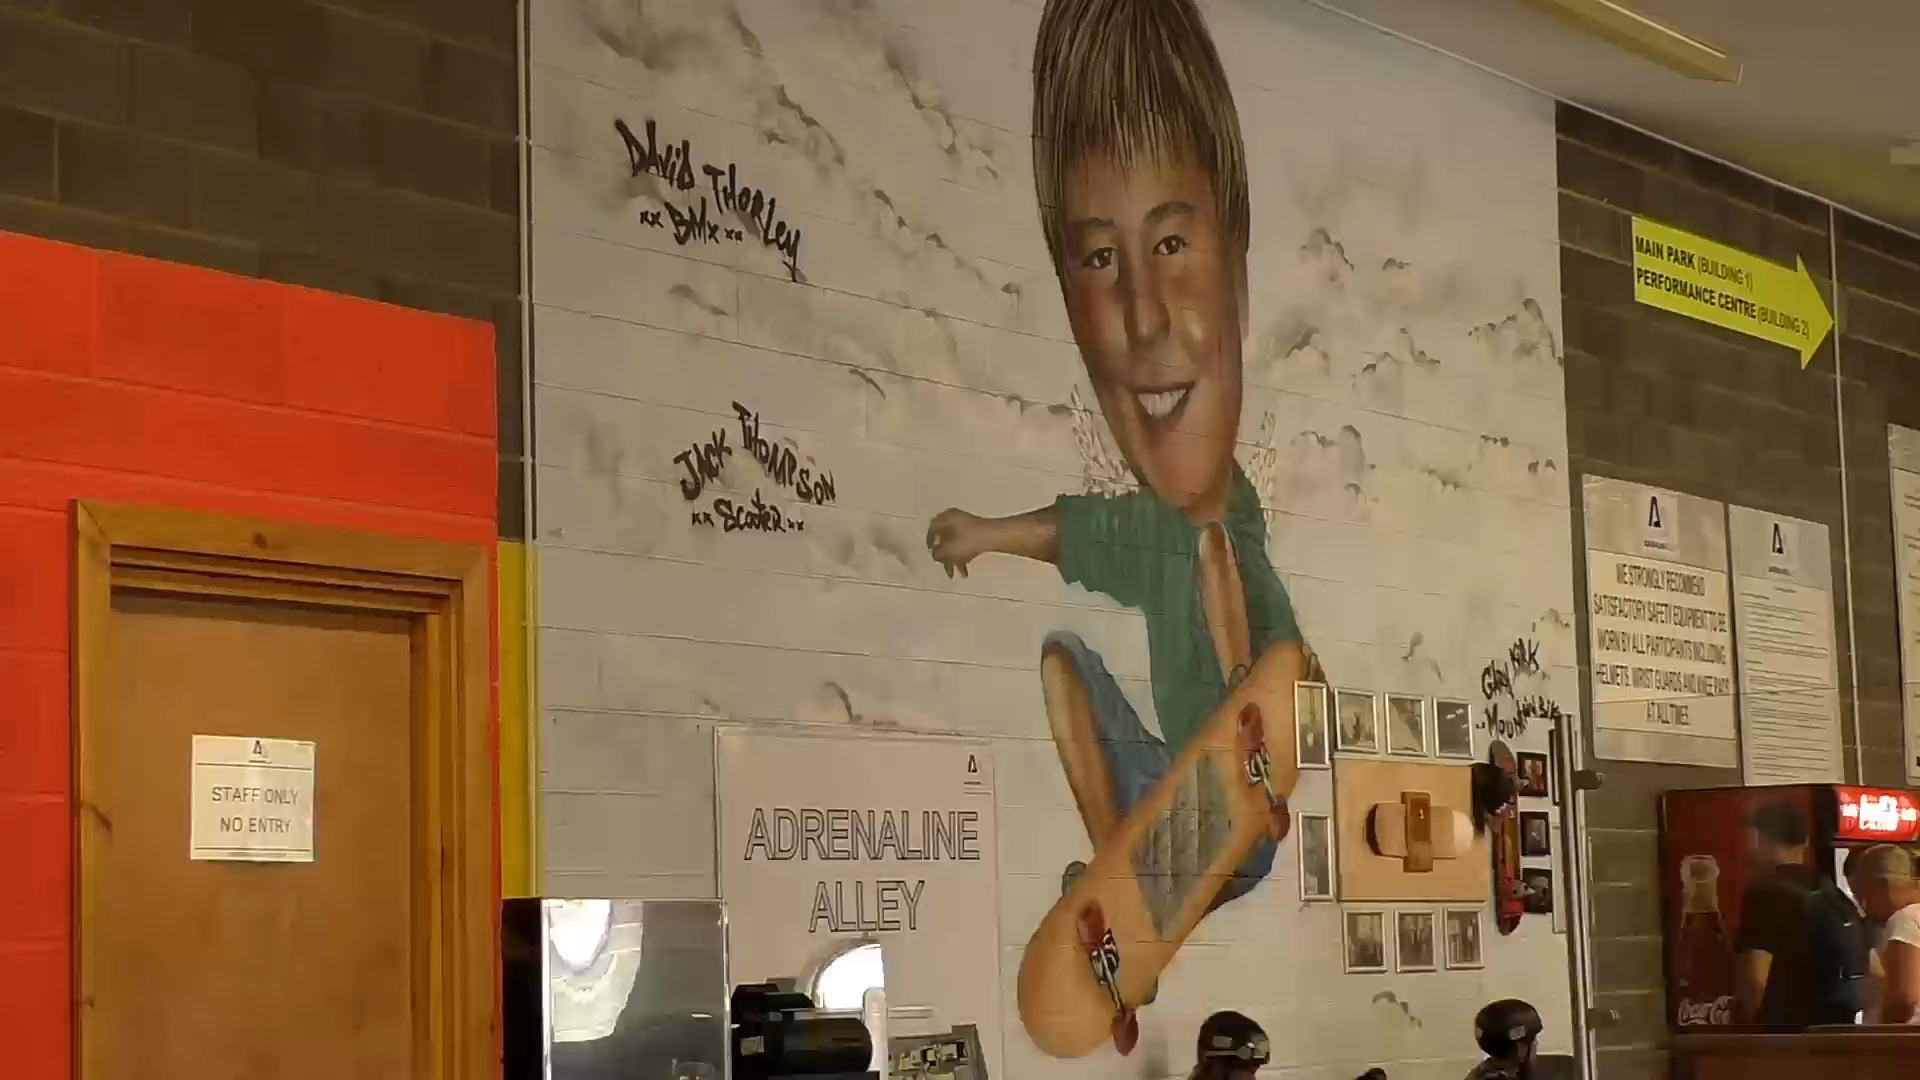 DAViD THORLEY
xx BMX xx
JACK THOMPSON
xx SCOOTER xx
MAIN PARK (BUILDING 1)
PERFORMANCE CENTRE (BUILDING 2)
WE STRONGLY RECOMMEND
SATISFACTORY SAFETY EQUIPMENT TO BE
WORN BY ALL PARTICIPANTS INCLUDING
HELMETS, WRIST GUARDS AND KNEE PADS
AT ALL TIMES
GARY KIRK
MOUNTAIN BIKE
STAFF ONLY
NO ENTRY
ADRENALINE
ALLEY
Coca-Cola